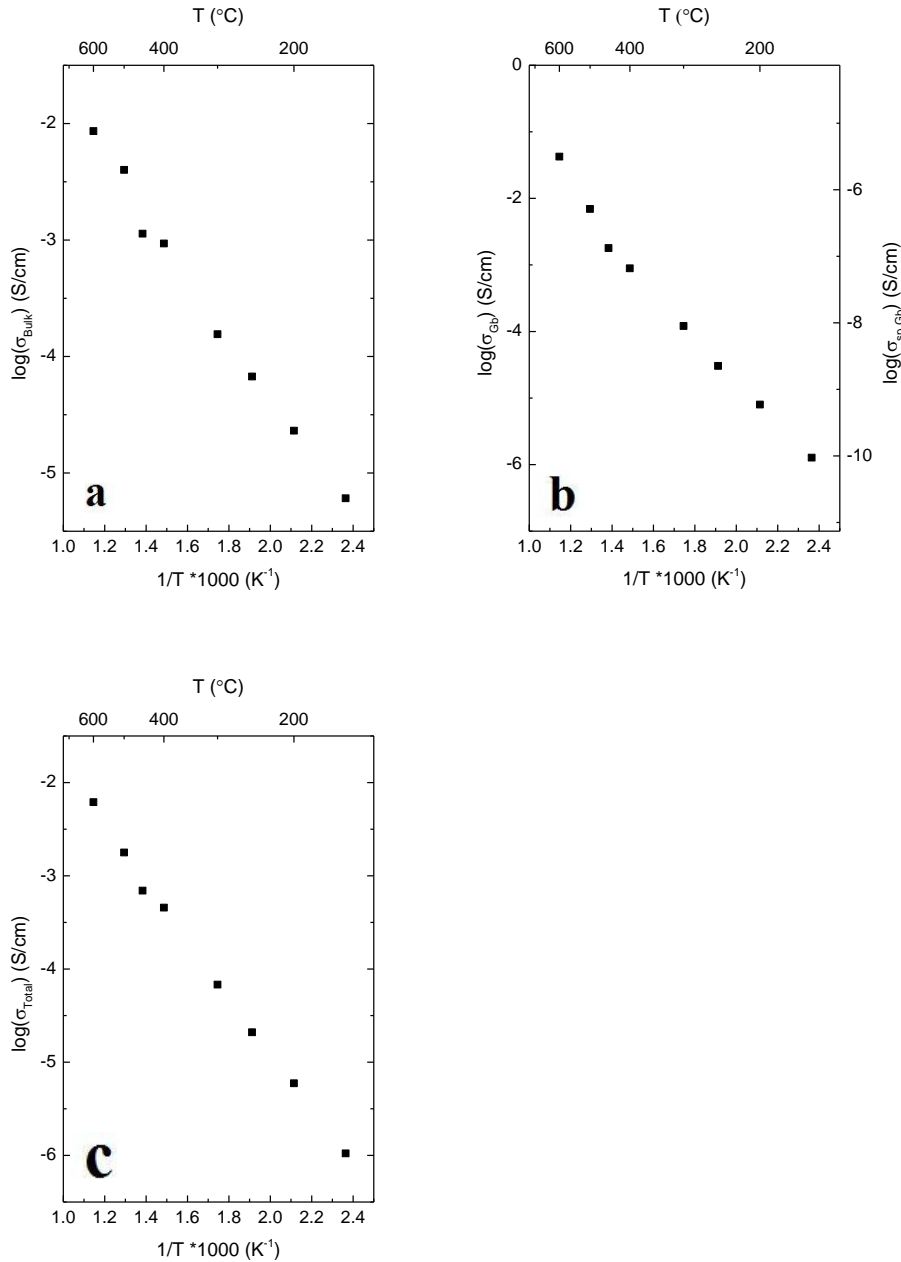 T (°C)
600 400 200
-2
-3
-4
-5
log(σBulk) (S/cm)
a
1.0 1.2 1.4 1.6 1.8 2.0 2.2 2.4
1/T *1000 (K-1)
T (°C)
600 400 200
0
-2
-4
-6
log(σGb) (S/cm)
-6
-8
-10
log(σsp.Gb) (S/cm)
b
1.0 1.2 1.4 1.6 1.8 2.0 2.2 2.4
1/T *1000 (K-1)
T (°C)
600 400 200
-2
-3
-4
-5
-6
log(σTotal) (S/cm)
c
1.0 1.2 1.4 1.6 1.8 2.0 2.2 2.4
1/T *1000 (K-1)